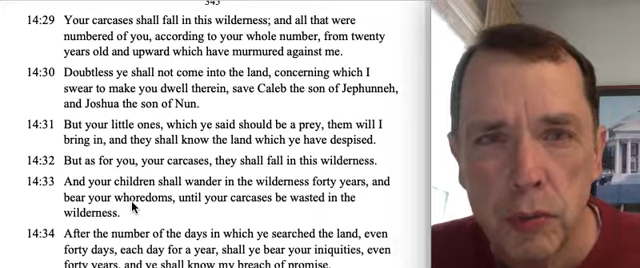 343
14:29 Your carcases shall fall in this wilderness; and all that were
numbered of you, according to your whole number, from twenty
years old and upward which have murmured against me.
14:30 Doubtless ye shall not come into the land, concerning which I
swear to make you dwell therein, save Caleb the son of Jephunneh,
and Joshua the son of Nun.
14:31 But your little ones, which ye said should be a prey, them will I
bring in, and they shall know the land which ye have despised.
14:32 But as for you, your carcases, they shall fall in this wilderness.
14:33 And your children shall wander in the wilderness forty years, and
bear your whoredoms, until your carcases be wasted in the
wilderness.
14:34 After the number of the days in which ye searched the land, even
forty days, each day for a year, shall ye bear your iniquities, even
forty years, and ye shall know my breach of promise.